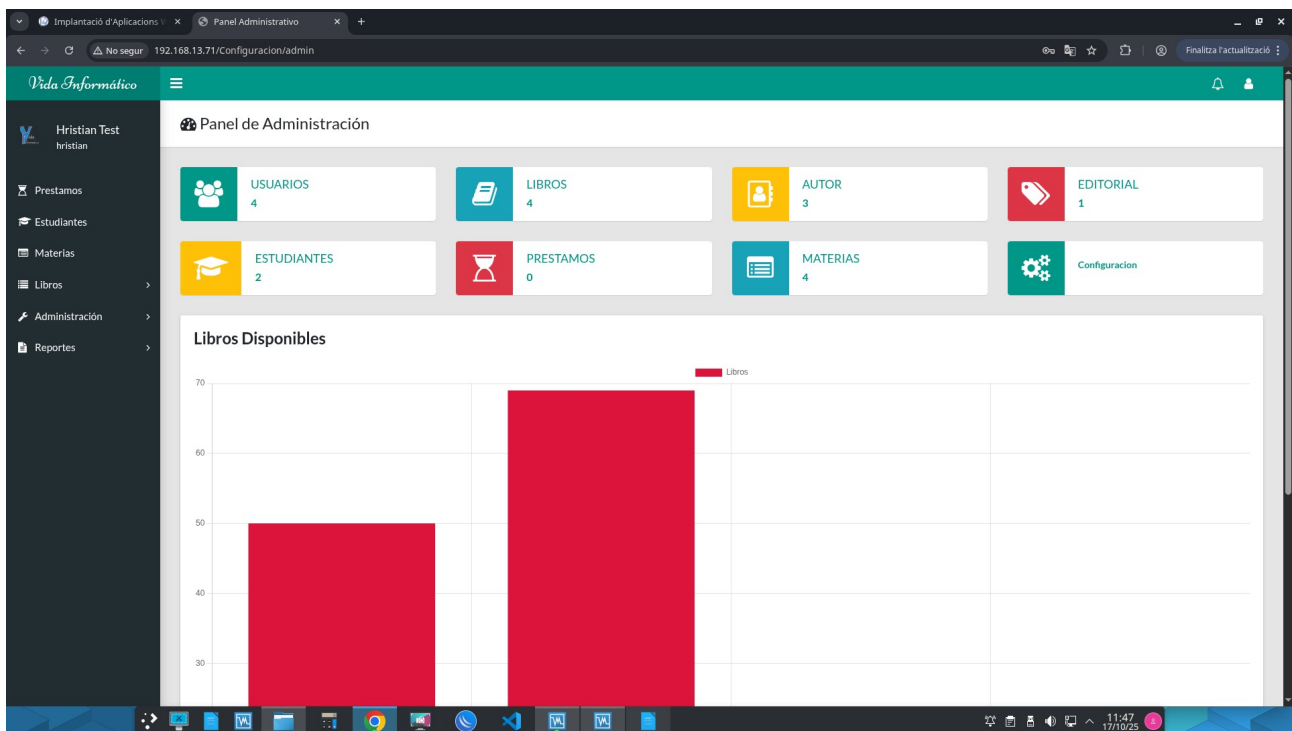 Implantació d'Aplicacions V
Panel Administrativo
No segur
192.168.13.71/Configuracion/admin
Finalitza l'actualització
Vida Informático
Hristian Test
hristian
Prestamos
Estudiantes
Materias
Libros
Administración
Reportes
Panel de Administración
USUARIOS
4
LIBROS
4
AUTOR
3
EDITORIAL
1
ESTUDIANTES
2
PRESTAMOS
0
MATERIAS
4
Configuracion
Libros Disponibles
Libros
70
60
50
40
30
11:47
17/10/25